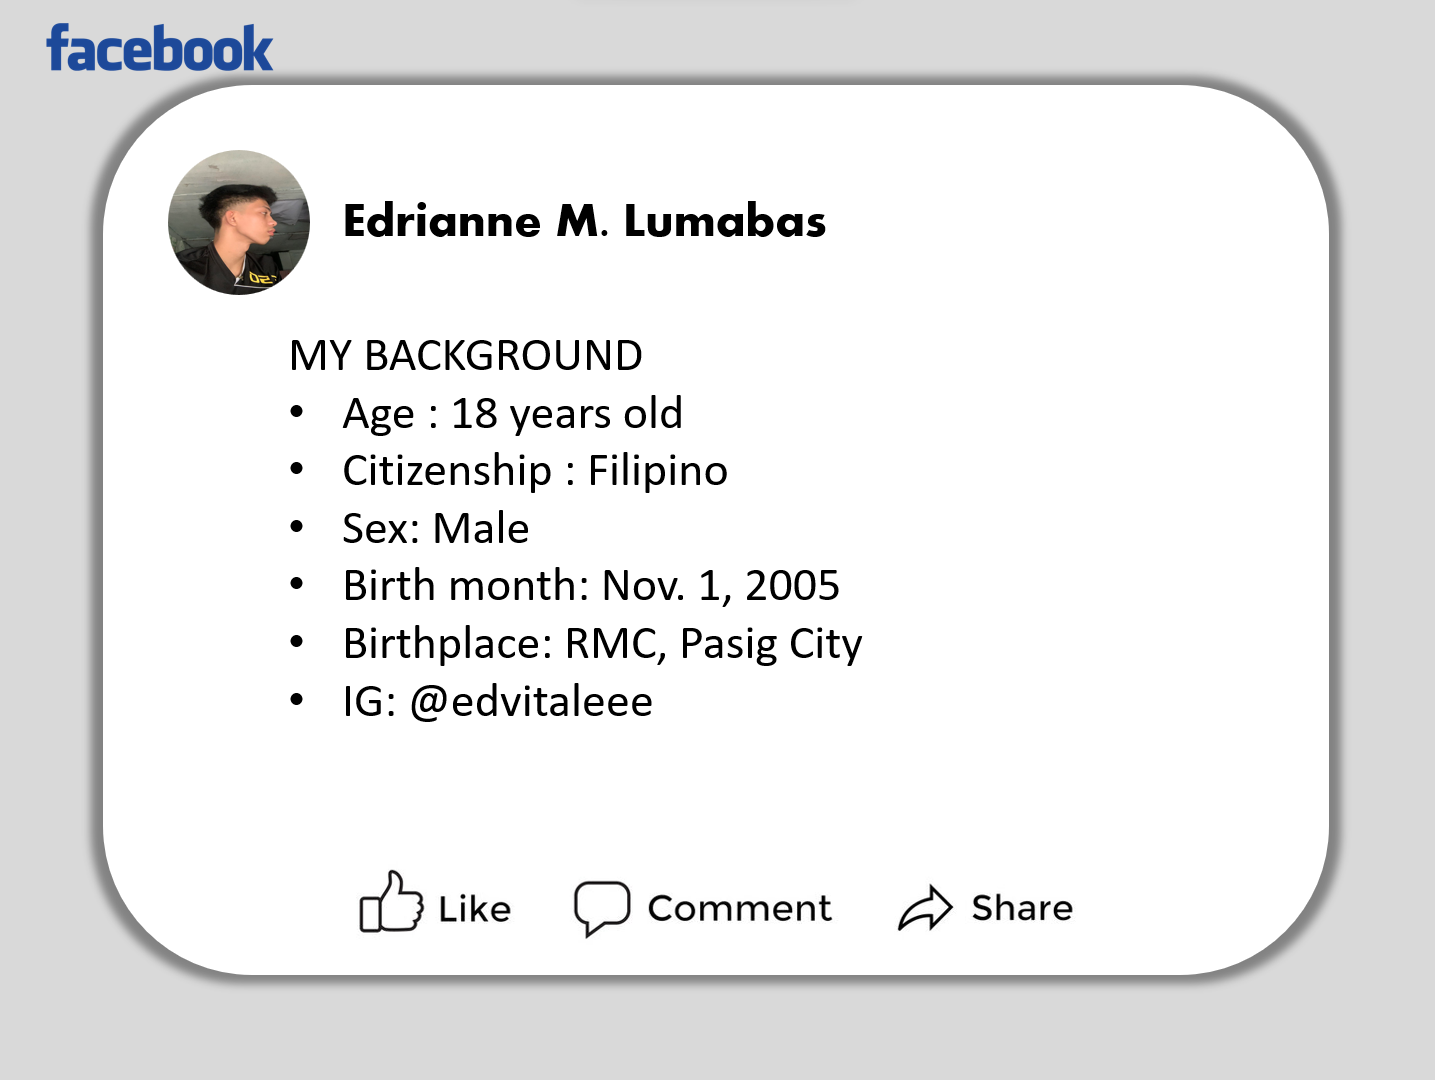 facebook
Edrianne M. Lumabas
MY BACKGROUND
• Age : 18 years old
• Citizenship : Filipino
• Sex: Male
• Birth month: Nov. 1, 2005
• Birthplace: RMC, Pasig City
• IG: @edvitaleee
Like
Comment
Share